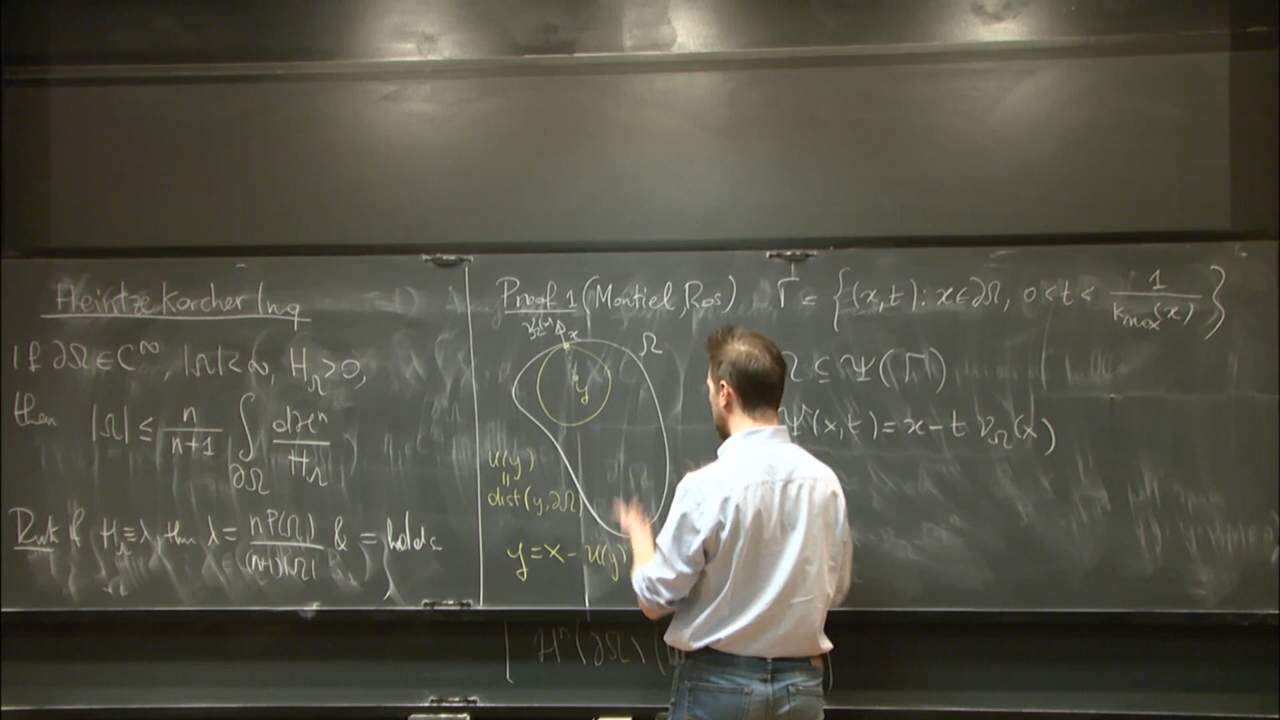 Heintze Karcher Inq
If ∂Ω ∈ C^∞, |Ω| < ∞, H_Ω > 0,
then |Ω| ≤ n/(n+1) ∫_{∂Ω} dℋ^n/H_Ω
Rmk If H_Ω ≡ λ, then λ = nP(Ω)/((n+1)|Ω|) & = holds
Proof 1 (Montiel, Ros) Γ = {(x,t): x ∈ ∂Ω, 0 < t < 1/k_max(x)}
ν_Ω(x) x Ω
y
Ω ⊆ Ψ(Γ)
Ψ(x,t) = x - t ν_Ω(x)
u(y)
=
dist(y, ∂Ω)
y = x - u(y)
ℋ^n(∂Ω)